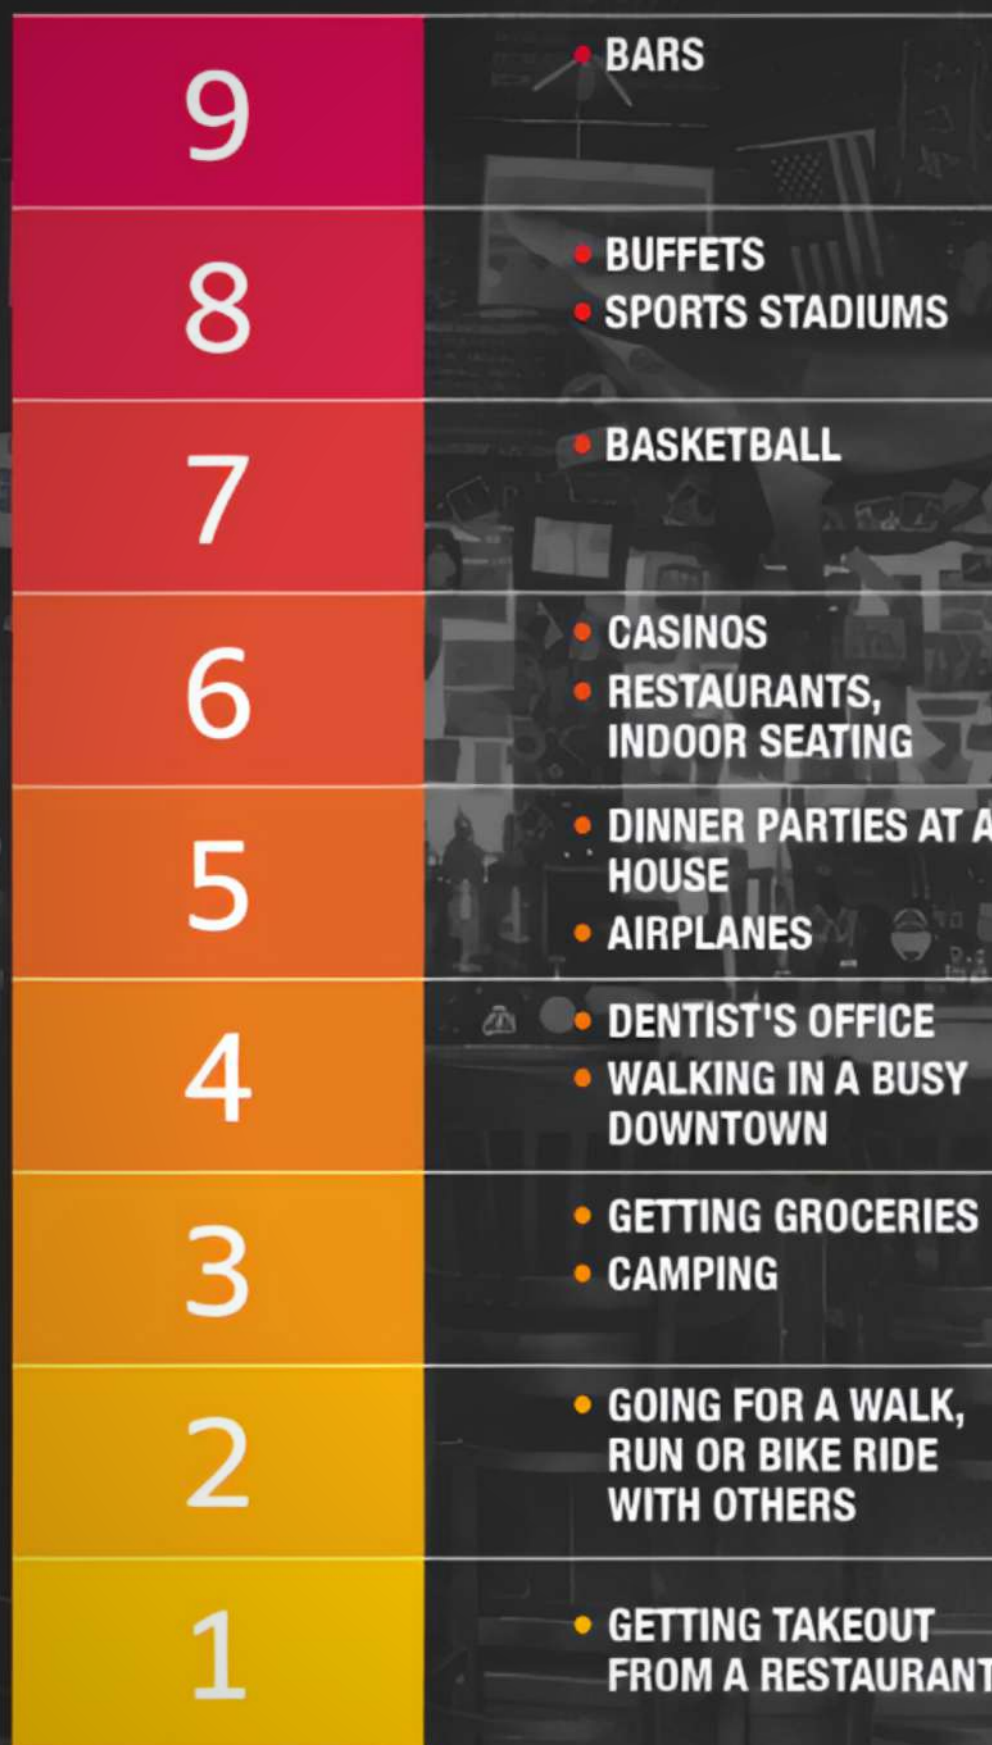 9
BARS
8
BUFFETS
SPORTS STADIUMS
7
BASKETBALL
6
CASINOS
RESTAURANTS,
INDOOR SEATING
5
DINNER PARTIES AT A
HOUSE
AIRPLANES
4
DENTIST'S OFFICE
WALKING IN A BUSY
DOWNTOWN
3
GETTING GROCERIES
CAMPING
2
GOING FOR A WALK,
RUN OR BIKE RIDE
WITH OTHERS
1
GETTING TAKEOUT
FROM A RESTAURANT